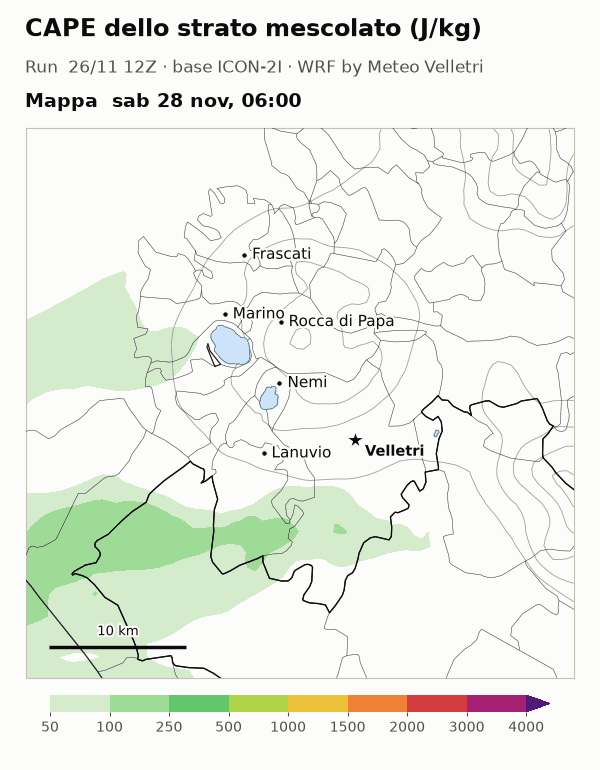 CAPE dello strato mescolato (J/kg)
Run  26/11 12Z · base ICON-2I · WRF by Meteo Velletri
Mappa  sab 28 nov, 06:00
Frascati
Marino
Rocca di Papa
Nemi
Velletri
Lanuvio
10 km
50 100 250 500 1000 1500 2000 3000 4000